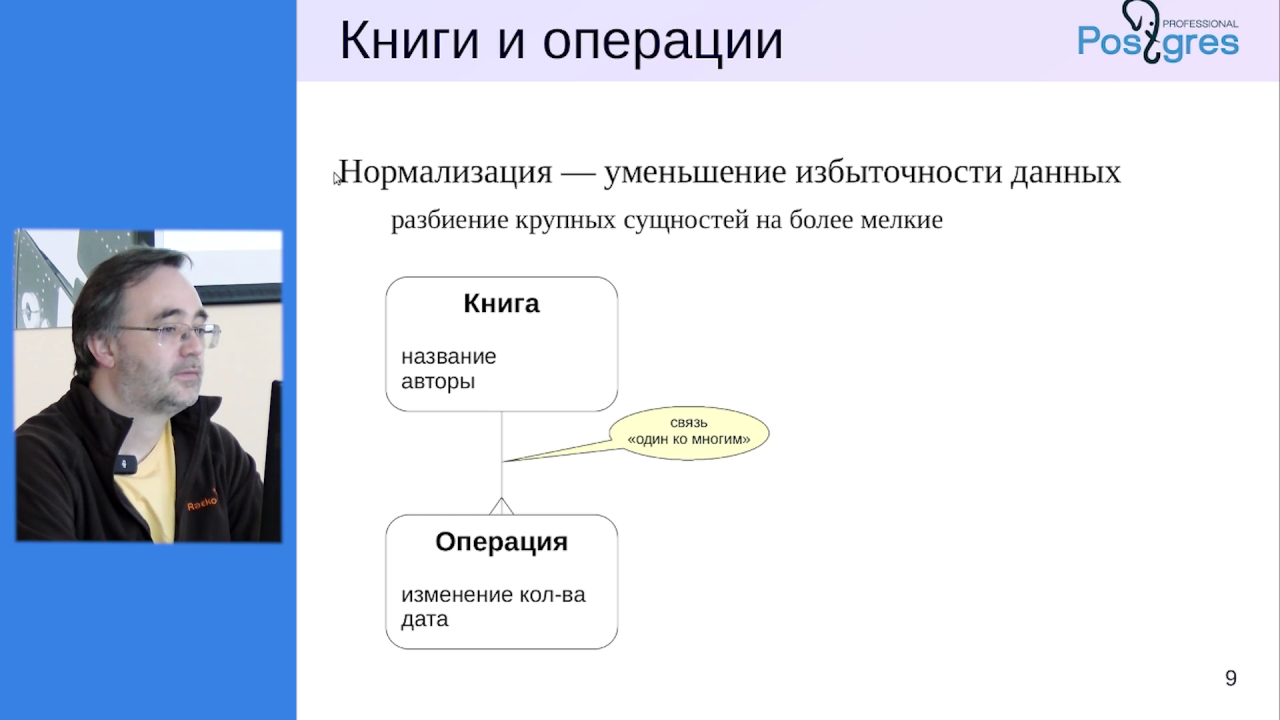 Книги и операции
PROFESSIONAL
Postgres
Нормализация — уменьшение избыточности данных
разбиение крупных сущностей на более мелкие
Книга
название
авторы
связь
«один ко многим»
Операция
изменение кол-ва
дата
9